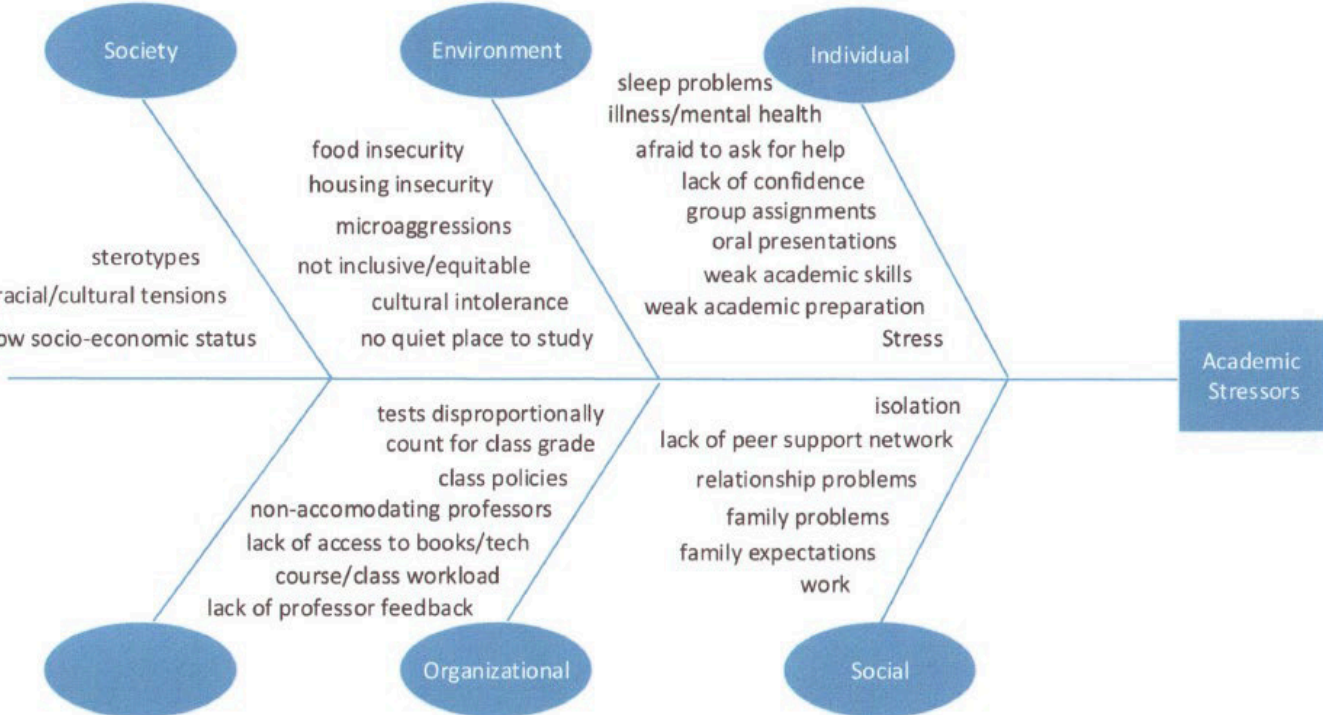 Society
Environment
Individual
sterotypes
racial/cultural tensions
socio-economic status
food insecurity
housing insecurity
microaggressions
not inclusive/equitable
cultural intolerance
no quiet place to study
sleep problems
illness/mental health
afraid to ask for help
lack of confidence
group assignments
oral presentations
weak academic skills
weak academic preparation
Stress
Academic
Stressors
tests disproportionally
count for class grade
class policies
non-accomodating professors
lack of access to books/tech
course/class workload
lack of professor feedback
isolation
lack of peer support network
relationship problems
family problems
family expectations
work
Organizational
Social